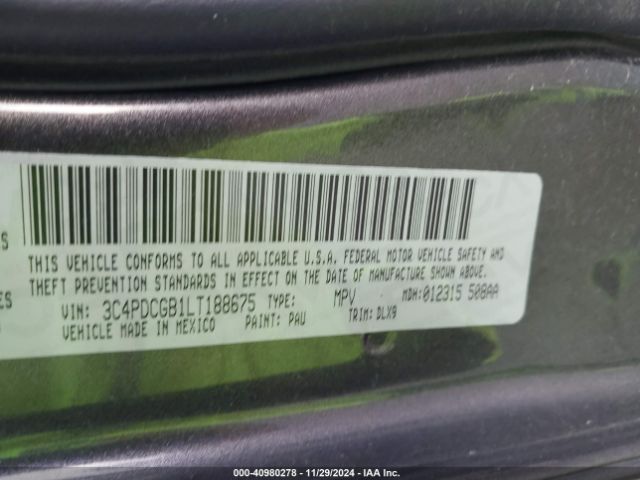 S
THIS VEHICLE CONFORMS TO ALL APPLICABLE U.S.A. FEDERAL MOTOR VEHICLE SAFETY AND
THEFT PREVENTION STANDARDS IN EFFECT ON THE DATE OF MANUFACTURE SHOWN ABOVE.
ES
VIN: 3C4PDCGB1LT188675 TYPE: MPV MDH:012315 508AA
VEHICLE MADE IN MEXICO PAINT: PAU TRIM: DLX9
000-40980278 - 11/29/2024 - IAA Inc.